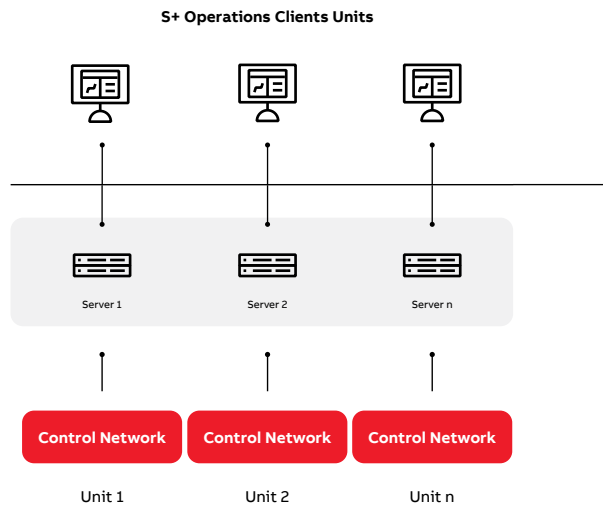 S+ Operations Clients Units
Server 1
Server 2
Server n
Control Network
Control Network
Control Network
Unit 1
Unit 2
Unit n